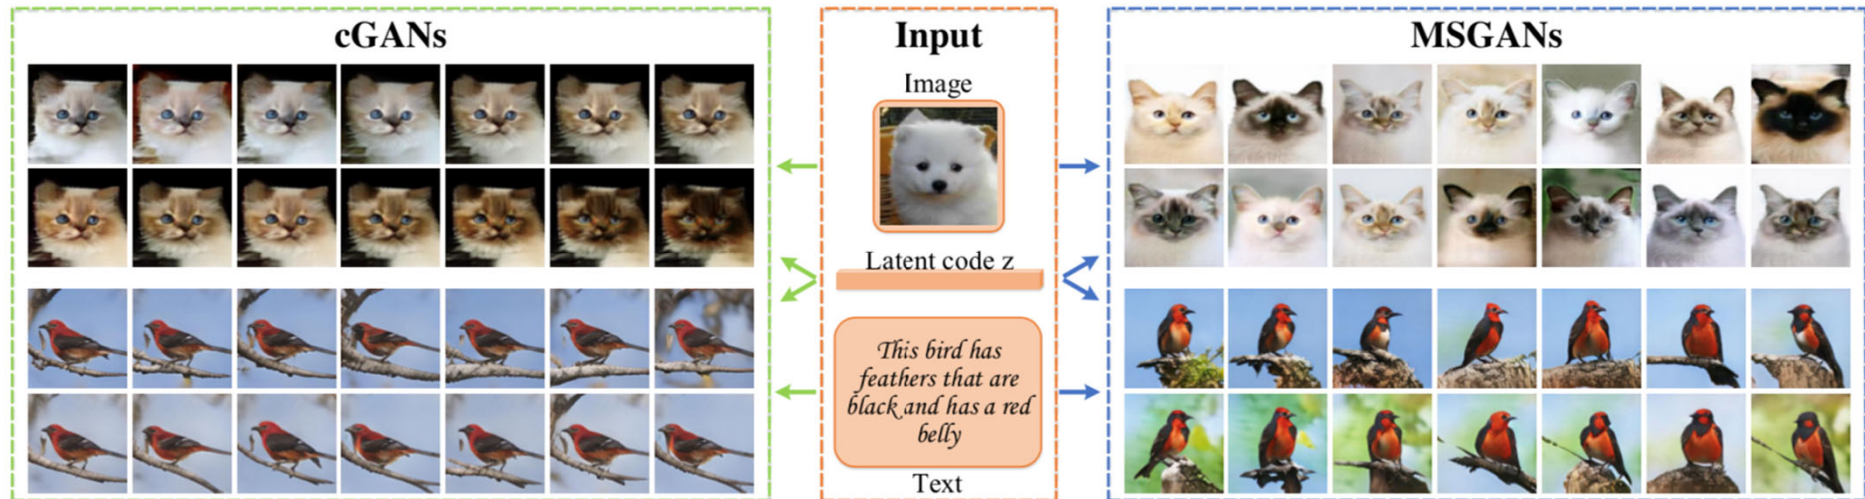 cGANs
Input
MSGANs
Image
Latent code z
This bird has
feathers that are
black and has a red
belly
Text